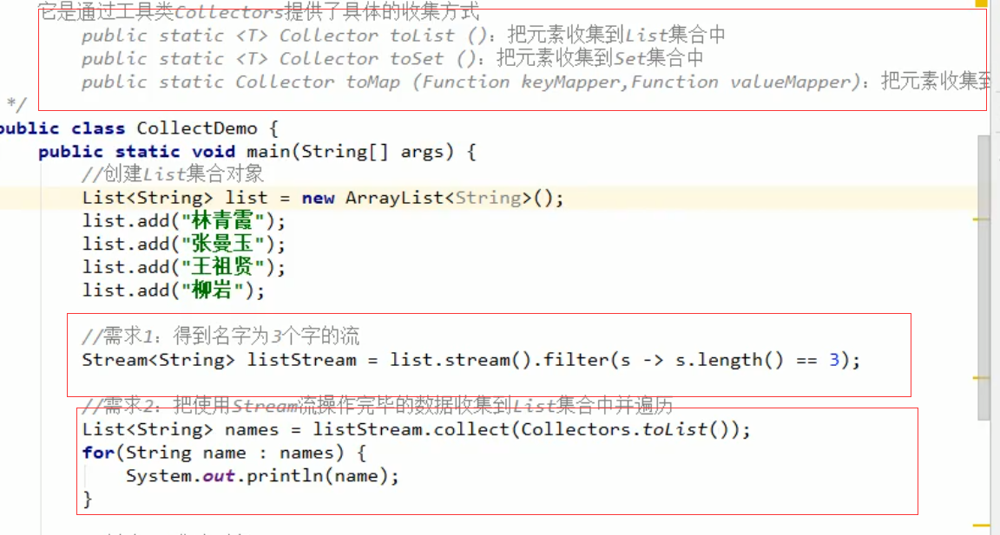 它是通过工具类Collectors提供了具体的收集方式
public static <T> Collector toList ()：把元素收集到List集合中
public static <T> Collector toSet ()：把元素收集到Set集合中
public static Collector toMap (Function keyMapper,Function valueMapper)：把元素收集到
*/
public class CollectDemo {
public static void main(String[] args) {
//创建List集合对象
List<String> list = new ArrayList<String>();
list.add("林青霞");
list.add("张曼玉");
list.add("王祖贤");
list.add("柳岩");
//需求1：得到名字为3个字的流
Stream<String> listStream = list.stream().filter(s -> s.length() == 3);
//需求2：把使用Stream流操作完毕的数据收集到List集合中并遍历
List<String> names = listStream.collect(Collectors.toList());
for(String name : names) {
System.out.println(name);
}